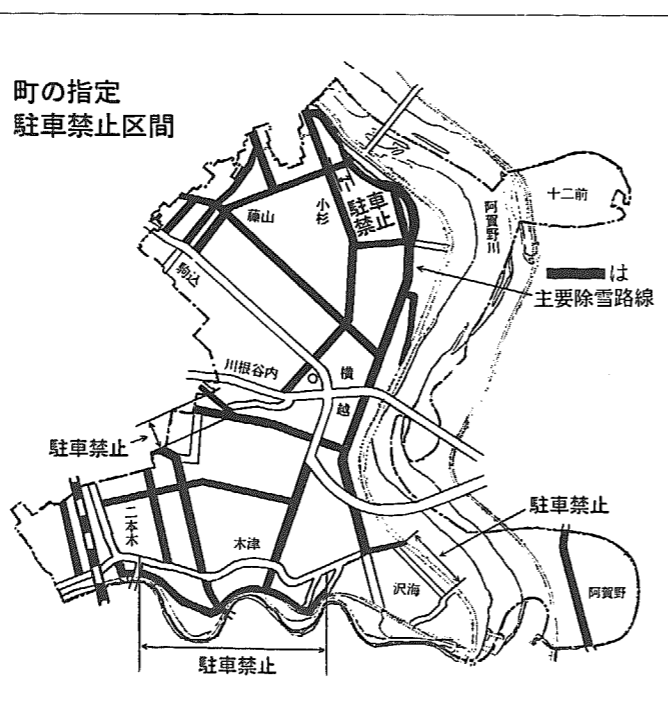 町の指定
駐車禁止区間
十二前
阿賀野川
小杉
駐車
禁止
藤山
駒込
は
主要除雪路線
川根谷内
横越
駐車禁止
駐車禁止
二本木
木津
沢海
阿賀野
駐車禁止